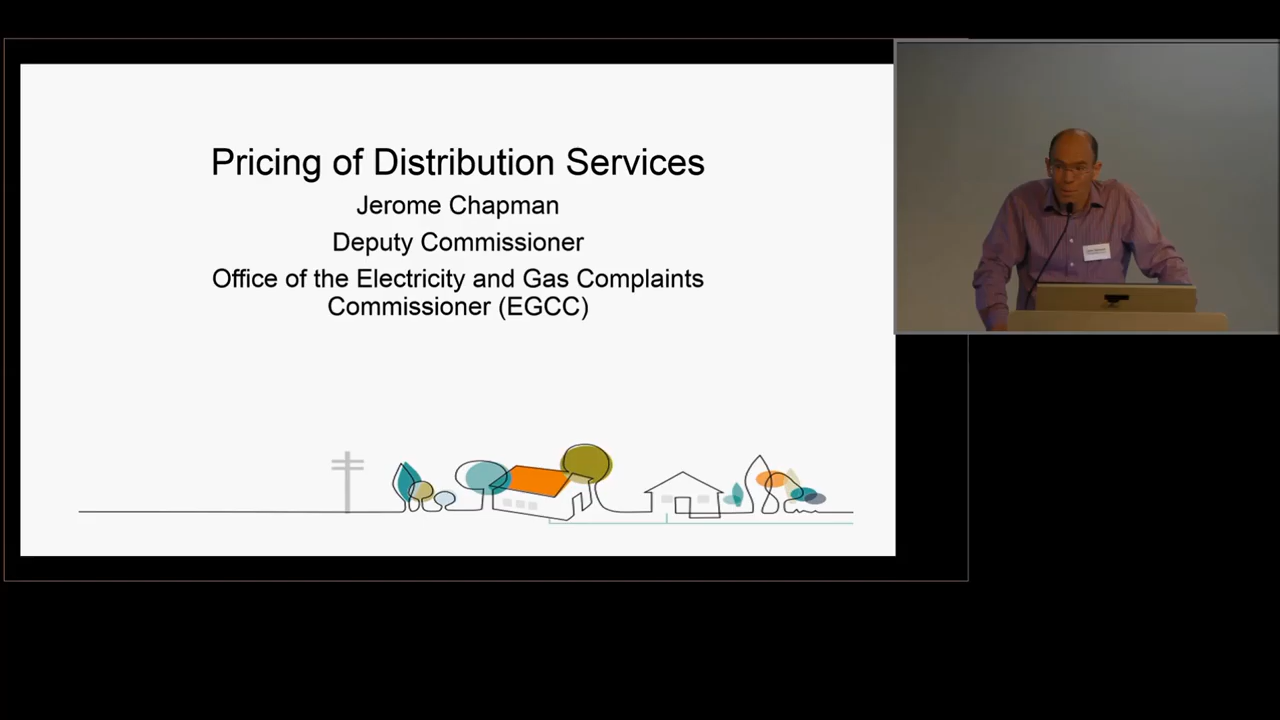 Pricing of Distribution Services
Jerome Chapman
Deputy Commissioner
Office of the Electricity and Gas Complaints
Commissioner (EGCC)